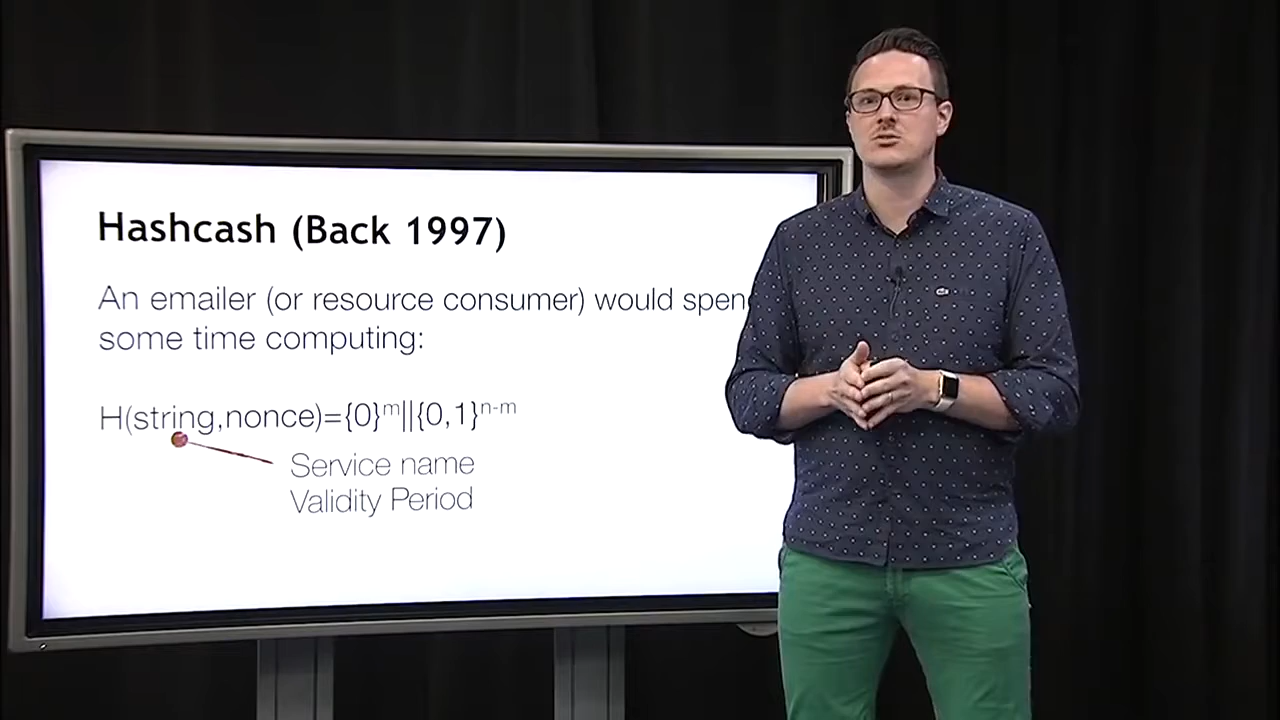 Hashcash (Back 1997)
An emailer (or resource consumer) would spend
some time computing:
H(string,nonce)={0}ᵐ||{0,1}ⁿ⁻ᵐ
Service name
Validity Period